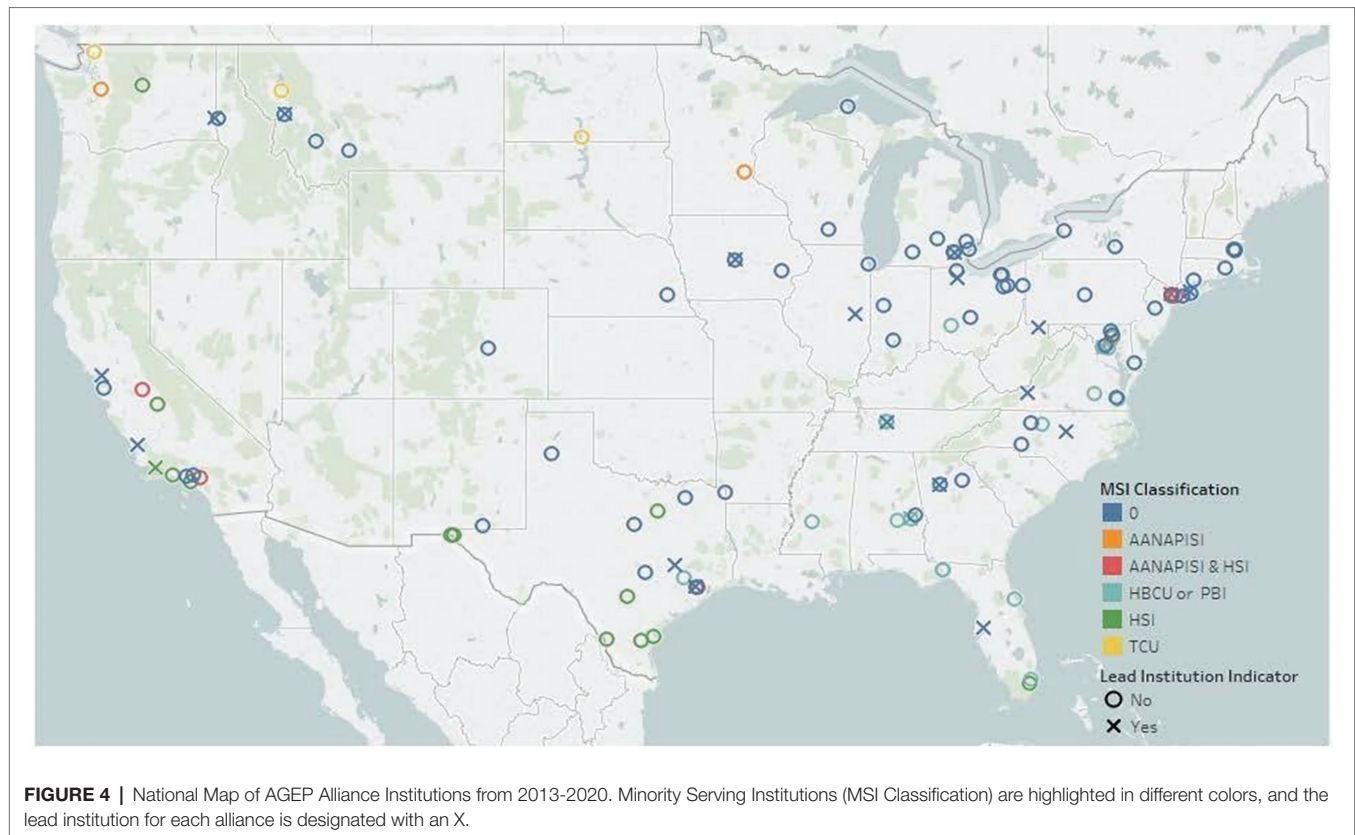 MSI Classification
0
AANAPISI
AANAPISI & HSI
HBCU or PBI
HSI
TCU
Lead Institution Indicator
No
Yes
FIGURE 4 | National Map of AGEP Alliance Institutions from 2013-2020. Minority Serving Institutions (MSI Classification) are highlighted in different colors, and the
lead institution for each alliance is designated with an X.